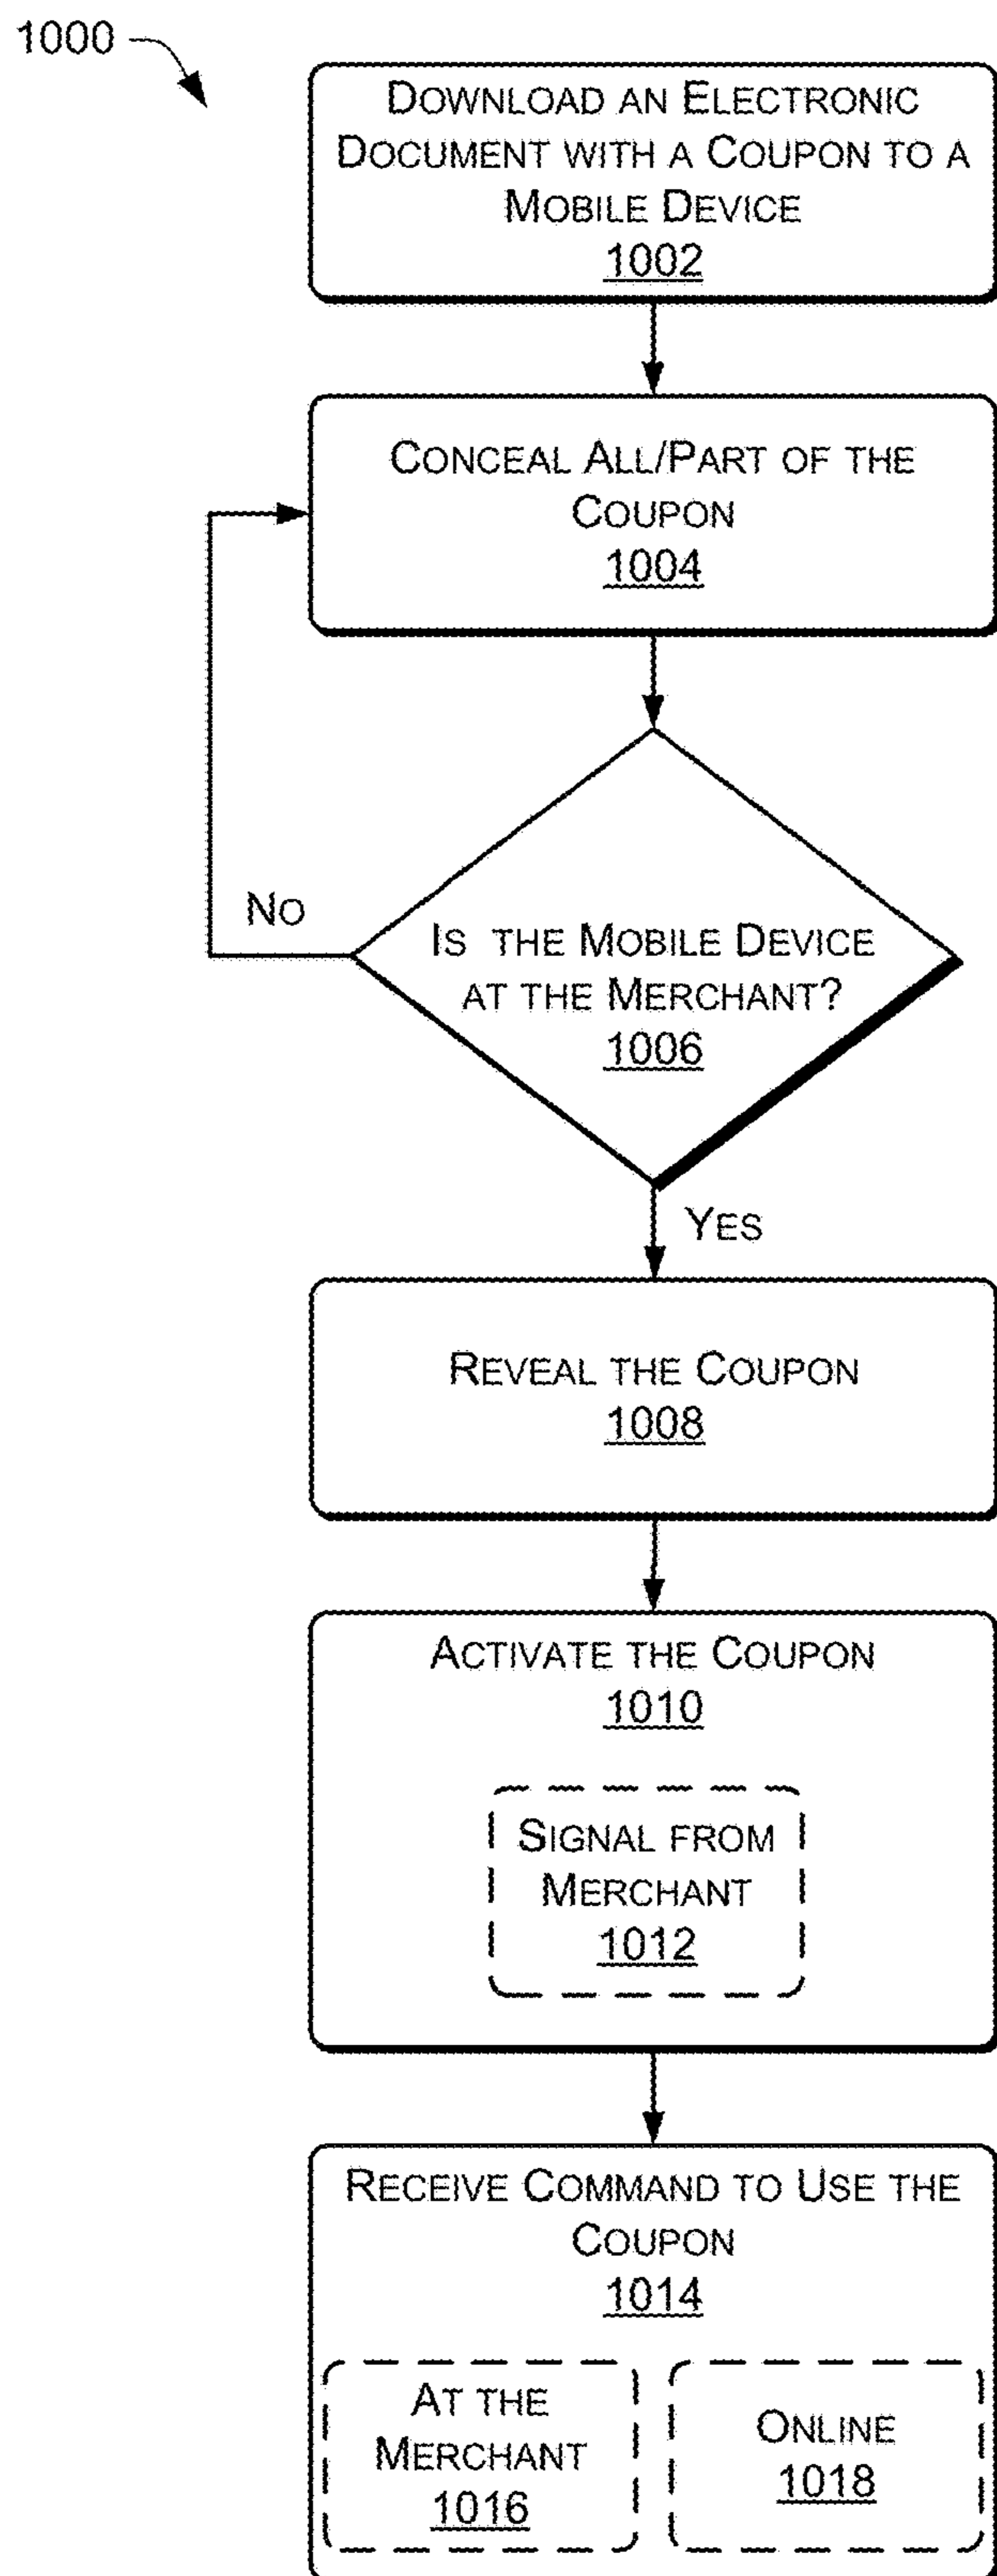 1000
DOWNLOAD AN ELECTRONIC
DOCUMENT WITH A COUPON TO A
MOBILE DEVICE
1002
CONCEAL ALL/PART OF THE
COUPON
1004
NO
IS THE MOBILE DEVICE
AT THE MERCHANT?
1006
YES
REVEAL THE COUPON
1008
ACTIVATE THE COUPON
1010
SIGNAL FROM
MERCHANT
1012
RECEIVE COMMAND TO USE THE
COUPON
1014
AT THE
MERCHANT
1016
ONLINE
1018